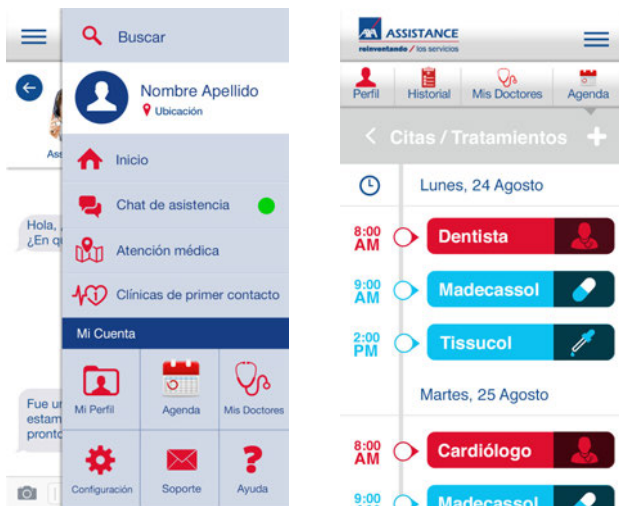 Buscar
Nombre Apellido
Ubicación
Inicio
Chat de asistencia
Hola,
Atención médica
Clínicas de primer contacto
Mi Cuenta
Mi Perfil
Agenda
Mis Doctores
Fue
pronto
Configuración
Soporte
Ayuda
AXA ASSISTANCE
reinventando / los servicios
Perfil
Historial
Mis Doctores
Agenda
Citas / Tratamientos
Lunes, 24 Agosto
8:00 AM
Dentista
9:00 AM
Madecassol
2:00 PM
Tissucol
Martes, 25 Agosto
8:00 AM
Cardiólogo
9:00
Madecassol